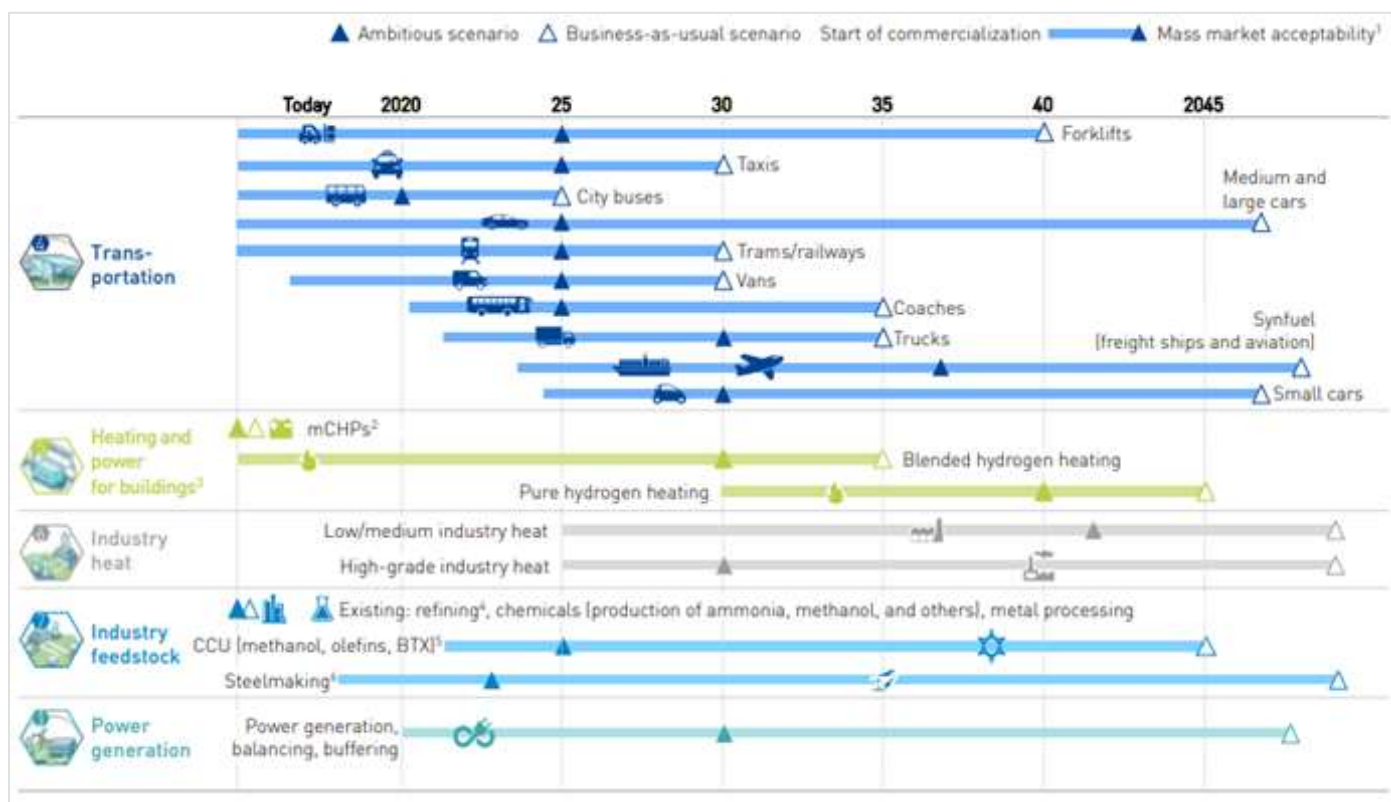 Ambitious scenario Business-as-usual scenario Start of commercialization Mass market acceptability¹
Today 2020 25 30 35 40 2045
Forklifts
Taxis
Medium and
large cars
City buses
Trans-
portation
Trams/railways
Vans
Coaches
Synfuel
(freight ships and aviation)
Trucks
Small cars
Heating and
power
for buildings³
mCHPs²
Blended hydrogen heating
Pure hydrogen heating
Industry
heat
Low/medium industry heat
High-grade industry heat
Industry
feedstock
Existing: refining⁴, chemicals (production of ammonia, methanol, and others), metal processing
CCU (methanol, olefins, BTX)⁵
Steelmaking⁶
Power
generation
Power generation,
balancing, buffering